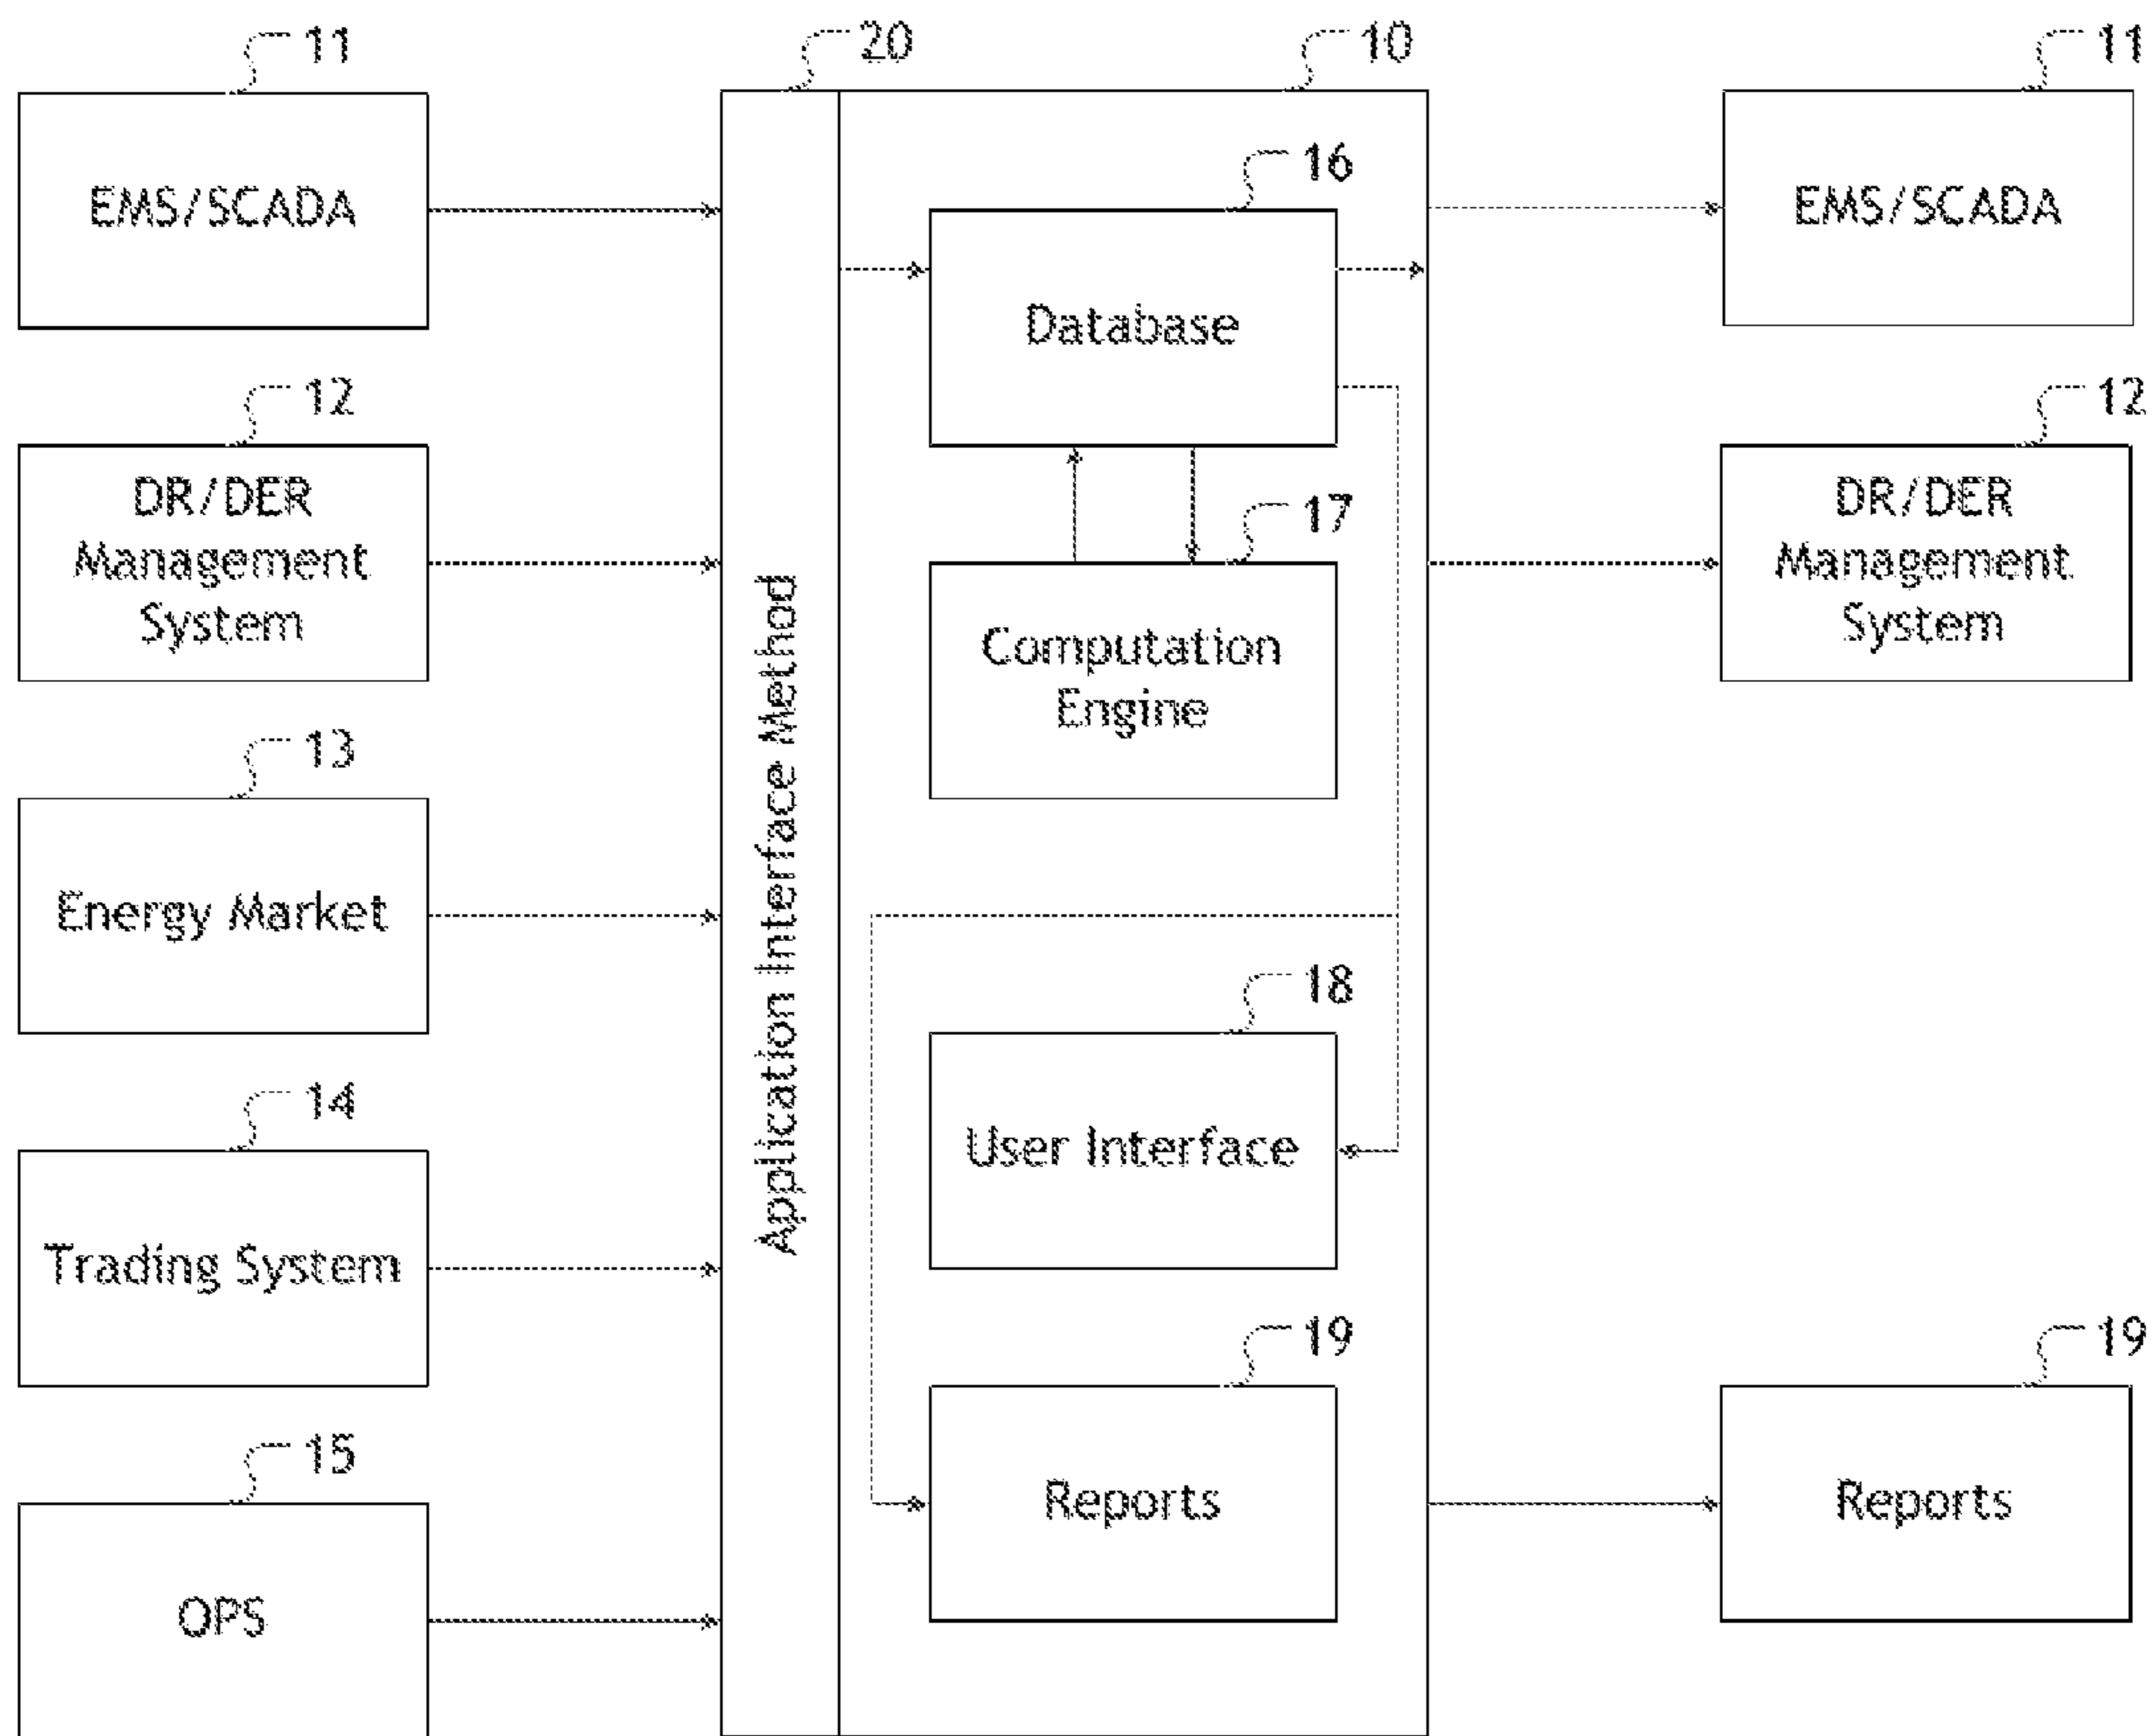 11
20
10
11
EMS/SCADA
16
EMS/SCADA
Database
12
12
DR/DER
Management
System
17
DR/DER
Management
System
Application Interface Method
Computation
Engine
13
Energy Market
18
14
User Interface
Trading System
19
19
15
Reports
Reports
OPS